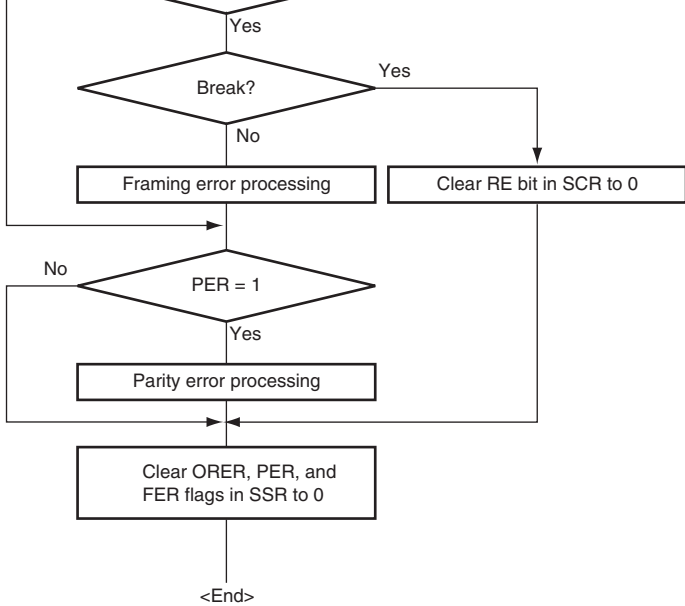 Yes
Break?
Yes
No
Framing error processing
Clear RE bit in SCR to 0
No
PER = 1
Yes
Parity error processing
Clear ORER, PER, and
FER flags in SSR to 0
<End>